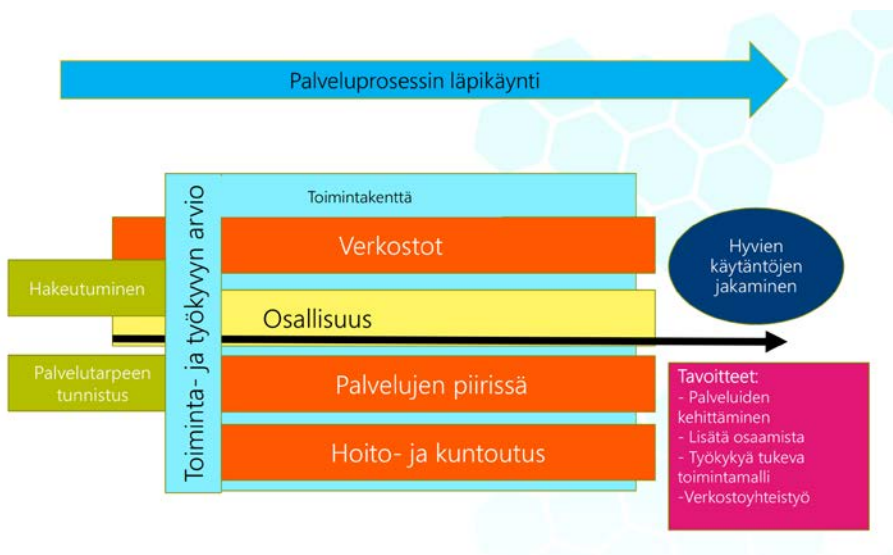 Palveluprosessin läpikäynti
Toiminta- ja työkyvyn arvio
Toimintakenttä
Verkostot
Hakeutuminen
Osallisuus
Palvelutarpeen
tunnistus
Palvelujen piirissä
Hoito- ja kuntoutus
Hyvien
käytäntöjen
jakaminen
Tavoitteet:
- Palveluiden
kehittäminen
- Lisätä osaamista
- Työkykyä tukeva
toimintamalli
-Verkostoyhteistyö